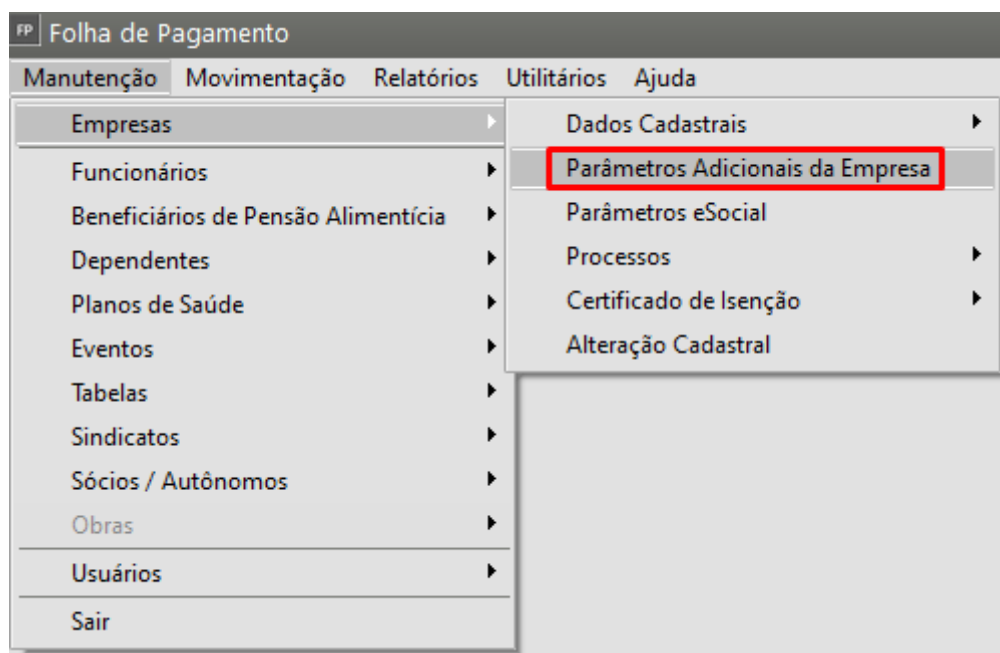 FP Folha de Pagamento
Manutenção Movimentação Relatórios Utilitários Ajuda
Empresas
Funcionários
Beneficiários de Pensão Alimentícia
Dependentes
Planos de Saúde
Eventos
Tabelas
Sindicatos
Sócios / Autônomos
Obras
Usuários
Sair
Dados Cadastrais
Parâmetros Adicionais da Empresa
Parâmetros eSocial
Processos
Certificado de Isenção
Alteração Cadastral